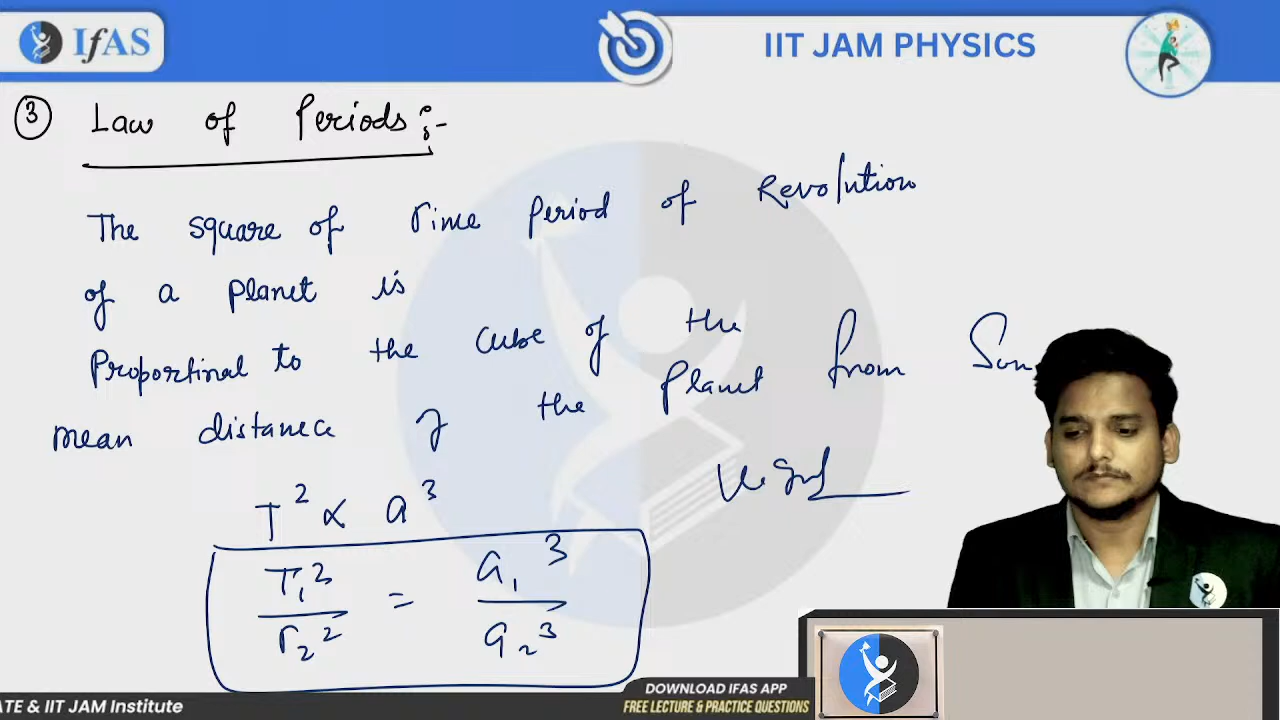 IfAS
IIT JAM PHYSICS
3 Law of Periods :-
The square of Time Period of Revolution
of a Planet is
Proportinal to the cube of the
mean distance of the Planet from Sun
T² ∝ a³
T₁² / T₂² = a₁³ / a₂³
ATE & IIT JAM Institute
DOWNLOAD IFAS APP
FREE LECTURE & PRACTICE QUESTIONS